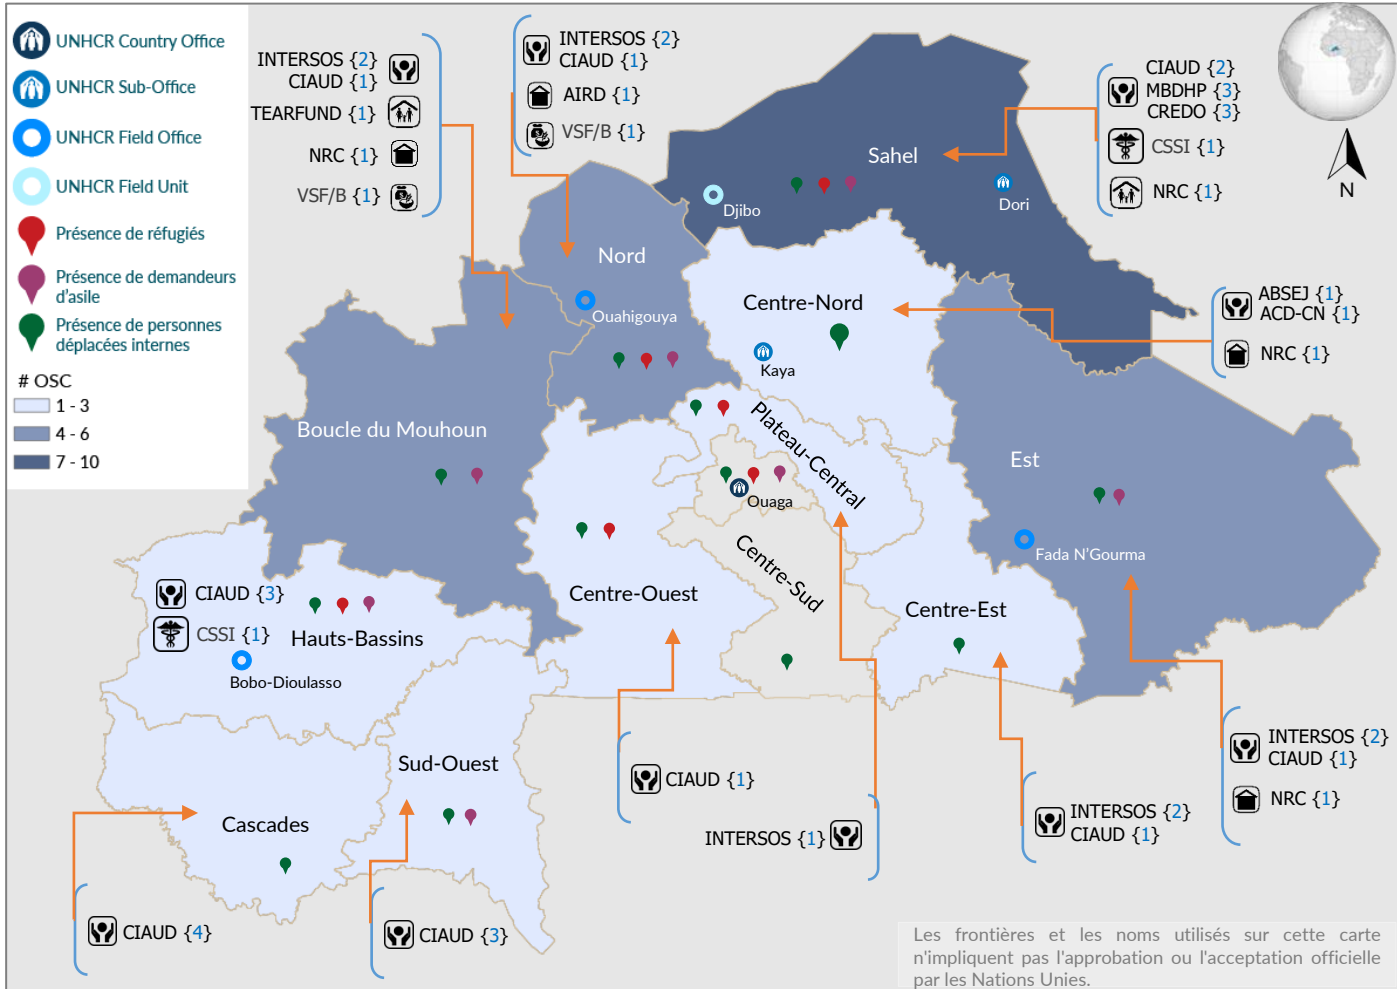 UNHCR Country Office
UNHCR Sub-Office
UNHCR Field Office
UNHCR Field Unit
Présence de réfugiés
Présence de demandeurs
d'asile
Présence de personnes
déplacées internes
# OSC
1 - 3
4 - 6
7 - 10
INTERSOS {2}
CIAUD {1}
TEARFUND {1}
NRC {1}
VSF/B {1}
INTERSOS {2}
CIAUD {1}
AIRD {1}
VSF/B {1}
CIAUD {2}
MBDHP {3}
CREDO {3}
CSSI {1}
NRC {1}
N
Sahel
Djibo
Dori
Nord
Ouahigouya
Centre-Nord
Kaya
ABSEJ {1}
ACD-CN {1}
NRC {1}
Boucle du Mouhoun
Plateau-Central
Est
Ouaga
Fada N'Gourma
Centre-Sud
Centre-Ouest
Centre-Est
CIAUD {3}
CSSI {1}
Hauts-Bassins
Bobo-Dioulasso
Sud-Ouest
Cascades
CIAUD {1}
INTERSOS {1}
INTERSOS {2}
CIAUD {1}
INTERSOS {2}
CIAUD {1}
NRC {1}
CIAUD {4}
CIAUD {3}
Les frontières et les noms utilisés sur cette carte
n'impliquent pas l'approbation ou l'acceptation officielle
par les Nations Unies.